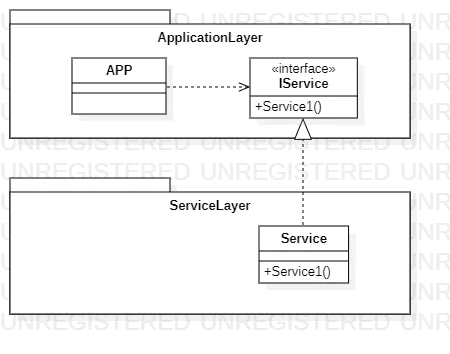 ApplicationLayer
APP
«interface»
IService
+Service1()
ServiceLayer
Service
+Service1()
UNREGISTERED UNREGISTERED UNR
UNREGISTERED UNREGISTERED UNR
UNREGISTERED UNREGISTERED UNR